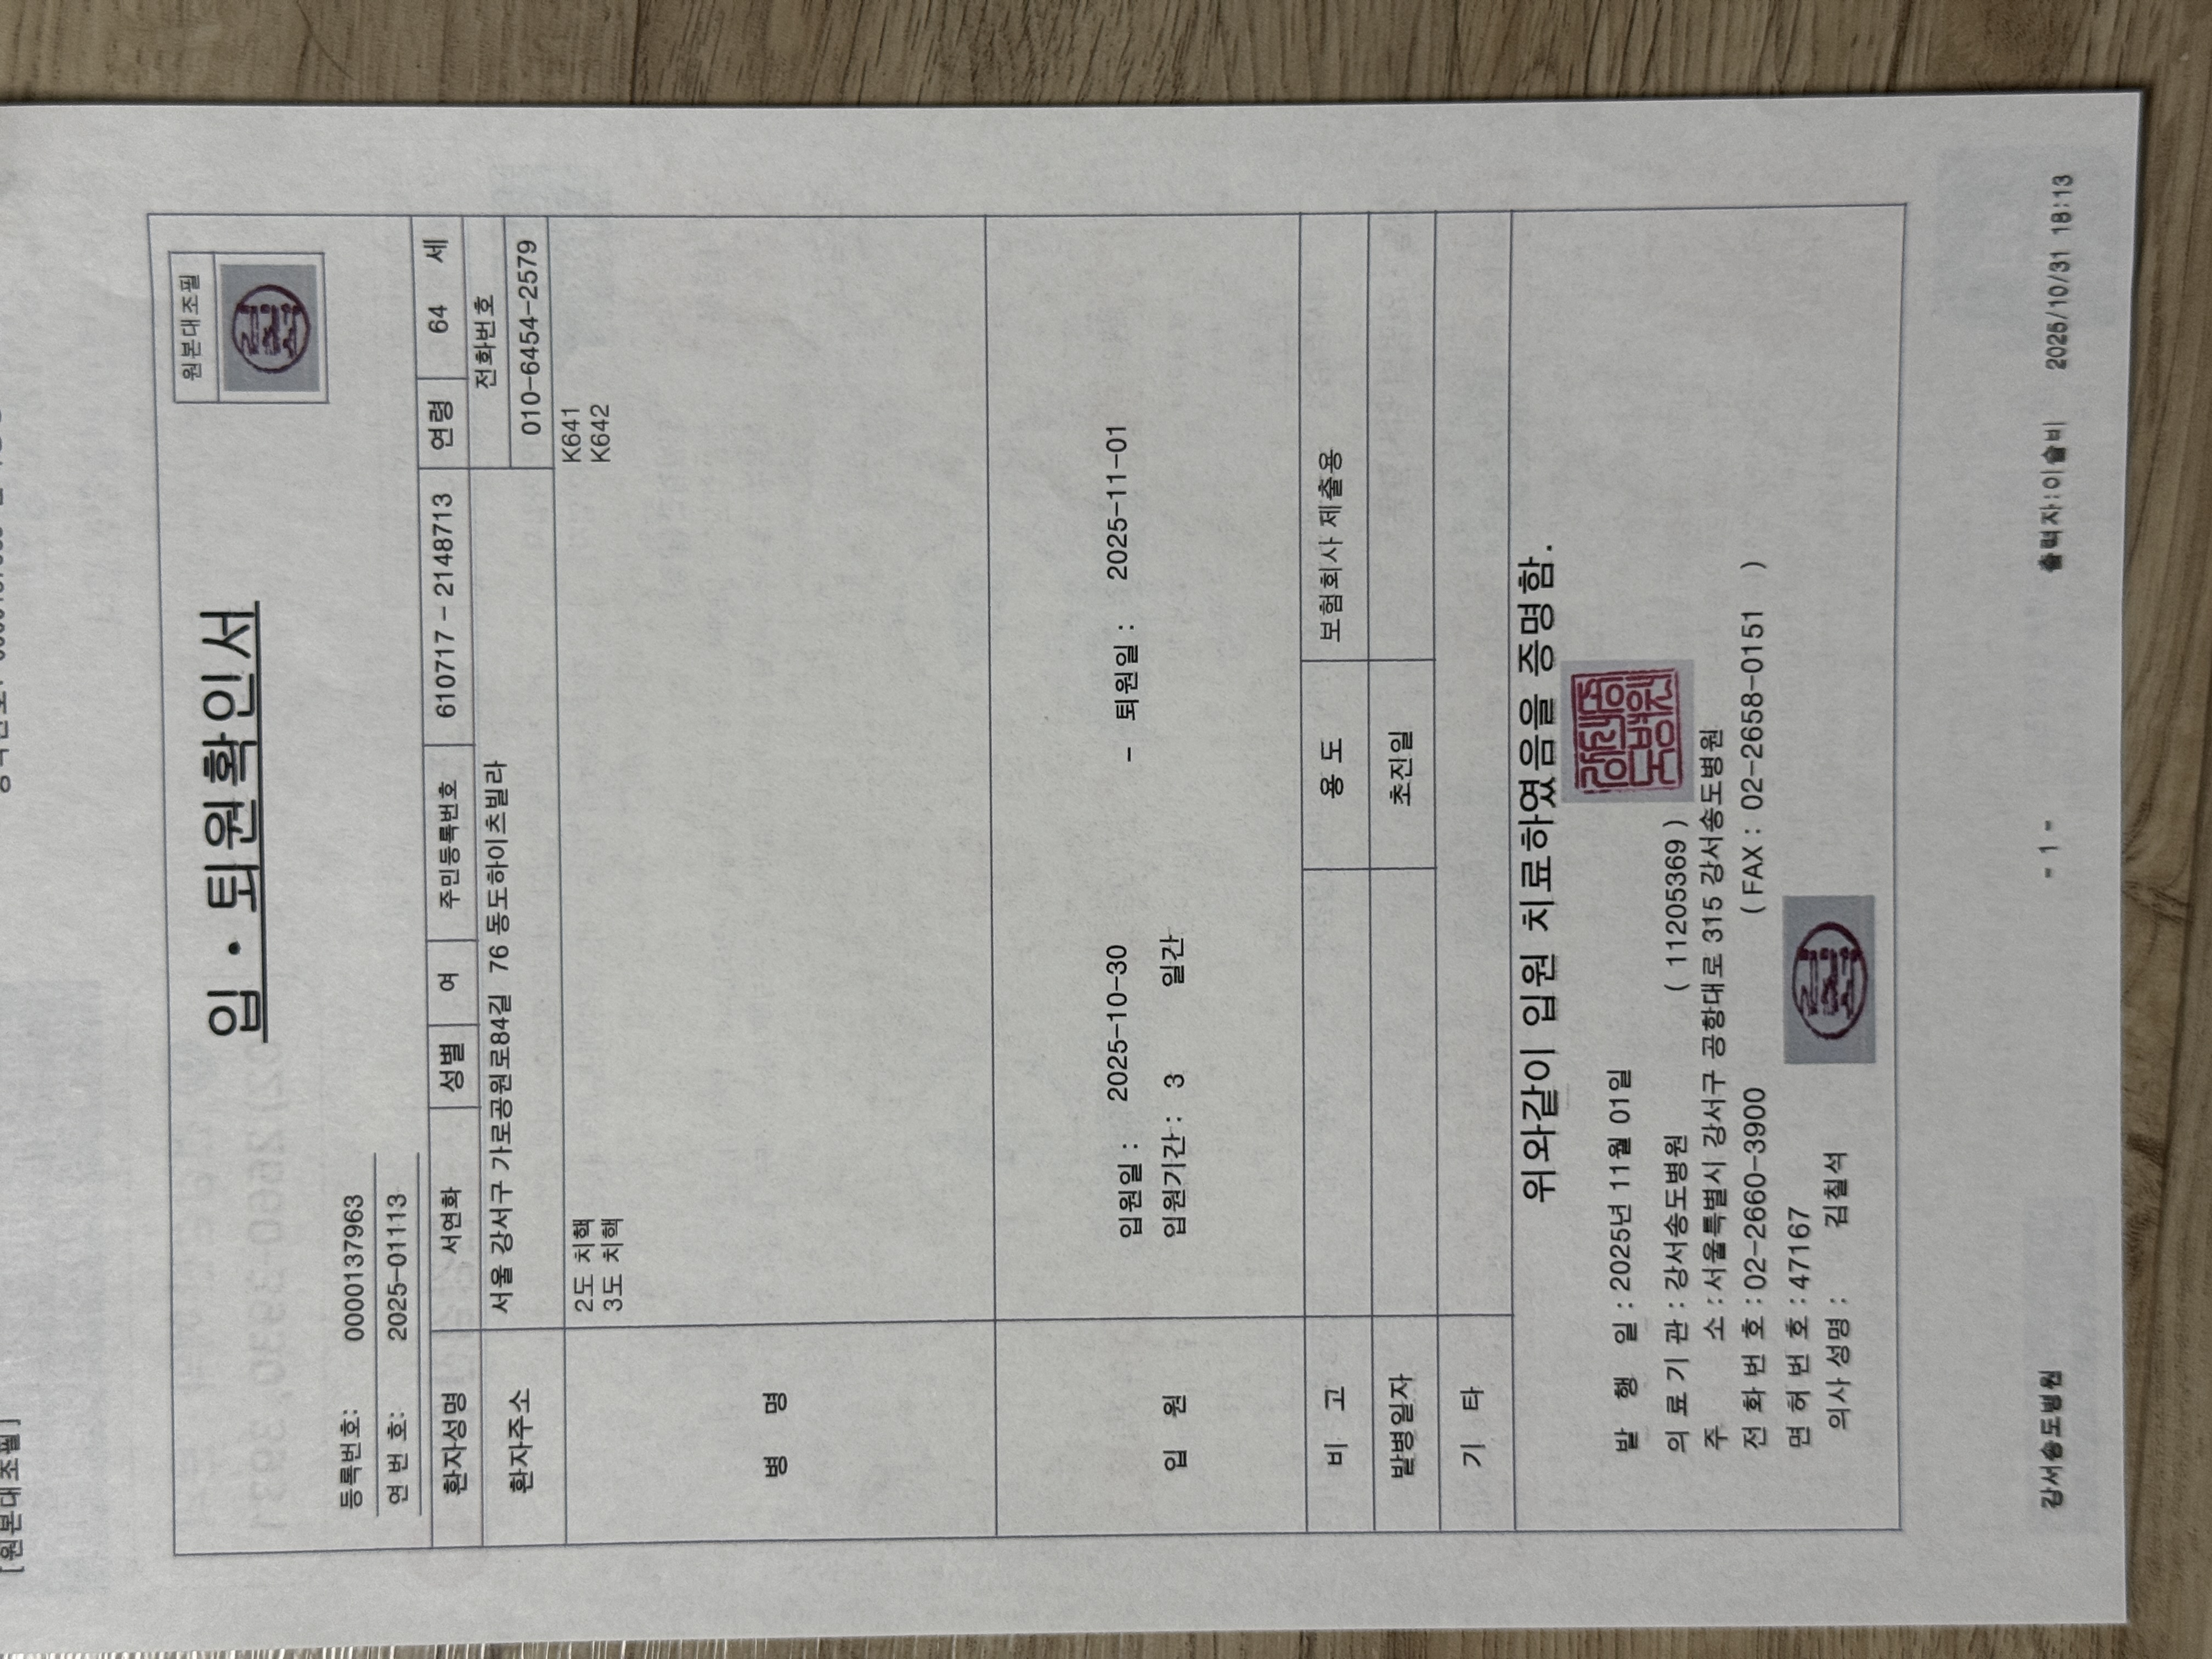 [원본대조필]
원본대조필
입 · 퇴원확인서
등록번호: 0000137963
연 번 호: 2025-01113
환자성명 서연화 성별 여 주민등록번호 610717 - 2148713 연령 64 세
환자주소 서울 강서구 가로공원로84길 76 동도하이츠빌라 전화번호
010-6454-2579
병 명
2도 치핵 K641
3도 치핵 K642
입 원
입원일 : 2025-10-30 - 퇴원일 : 2025-11-01
입원기간 : 3 일간
비 고 용 도 보험회사 제출용
발병일자 초진일
기 타
위와같이 입원 치료하였음을 증명함.
발 행 일 : 2025년 11월 01일
의 료 기 관 : 강서송도병원 ( 11205369 )
주 소 : 서울특별시 강서구 공항대로 315 강서송도병원
전 화 번 호 : 02-2660-3900 ( FAX : 02-2658-0151 )
면 허 번 호 : 47167
의사 성명 : 김칠석
강서송도병원 - 1 - 출력자:이슬비 2025/10/31 18:13